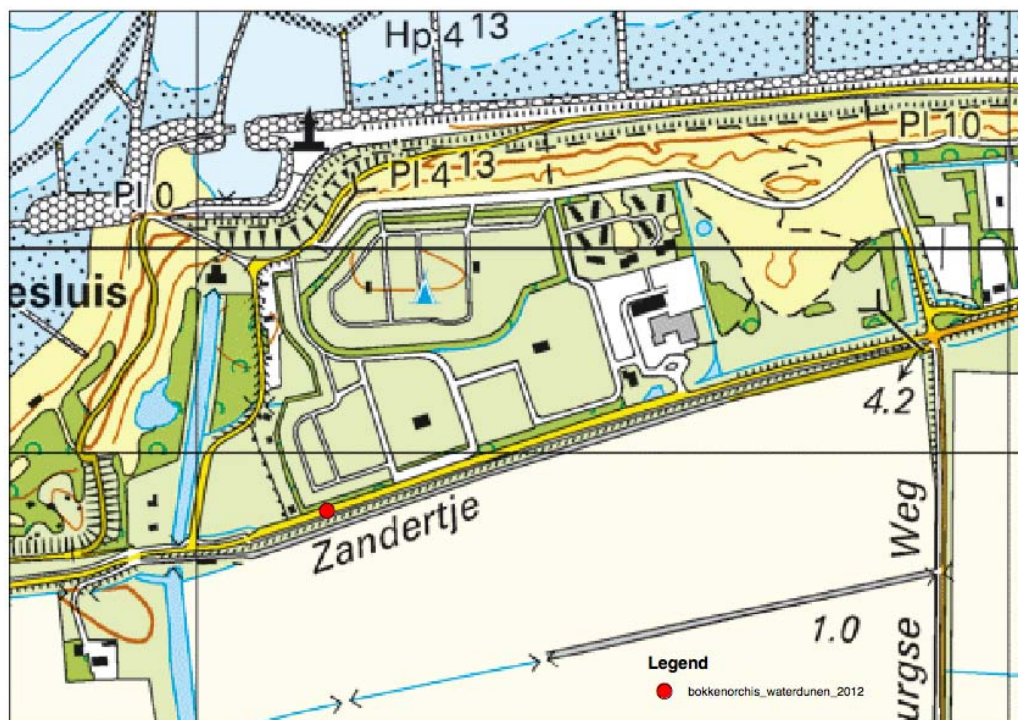 Hp 4 13
Pl 10
Pl 4 13
Pl 0
esluis
4.2
Zandertje
Weg
1.0
urgse
Legend
bokkenorchis_waterdunen_2012